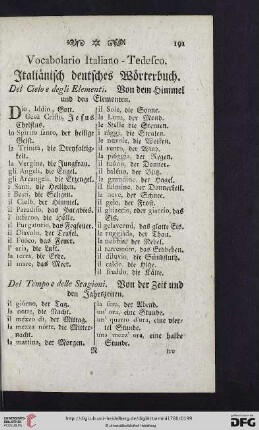 191
Vocabolario Italiano-Tedesco.
Italiänisch deutsches Wörterbuch.
Del Cielo e degli Elementi. Von dem Himmel
und den Elementen.
Dio, Iddio, Gott.
Gesù Cristo, Jesus
Christus.
lo Spirito santo, der heilige
Geist.
la Trinità, die Dreyfaltig-
keit.
la Vergine, die Jungfrau.
gli Angeli, die Engel.
gli Arcangeli, die Erzengel.
i Santi, die Heiligen.
i Beati, die Seligen.
il Cielo, der Himmel.
il Paradiso, das Paradies.
l' inferno, die Hölle.
il Purgatorio, das Fegfeuer.
il Diavolo, der Teufel.
il Fuoco, das Feuer.
l' aria, die Luft.
la terra, die Erde.
il mare, das Meer.
il Sole, die Sonne.
la Luna, der Mond.
le Stelle die Sternen.
i raggi, die Stralen.
le nuvole, die Wolken.
il vento, der Wind.
la pioggia, der Regen.
il tuono, der Donner.
il baleno, der Blitz.
la grandine, der Hagel.
il fulmine, der Donnerkeil.
la neve, der Schnee.
il gelo, der Frost.
il ghiaccio, das
Eis.
il gelicernio, das glatte Eis.
la ruggiada, der Thau.
la nebbia, der Nebel.
il terremoto, das Erdbeben.
il diluvio, die Sündfluth.
il caldo, die Hitze.
il freddo, die Kälte.
Del Tempo e delle Stagioni. Von der Zeit und
den Jahrszeiten.
il giorno, der Tag.
la notte, die Nacht.
il mezzo dì, der Mittag.
la mezza notte, die Mitter-
nacht.
la mattina, der Morgen.
la sera, der Abend.
un' ora, eine Stunde.
un' quarto d'ora, eine vier-
tel Stunde.
una mezz' ora, eine halbe
Stunde.
N